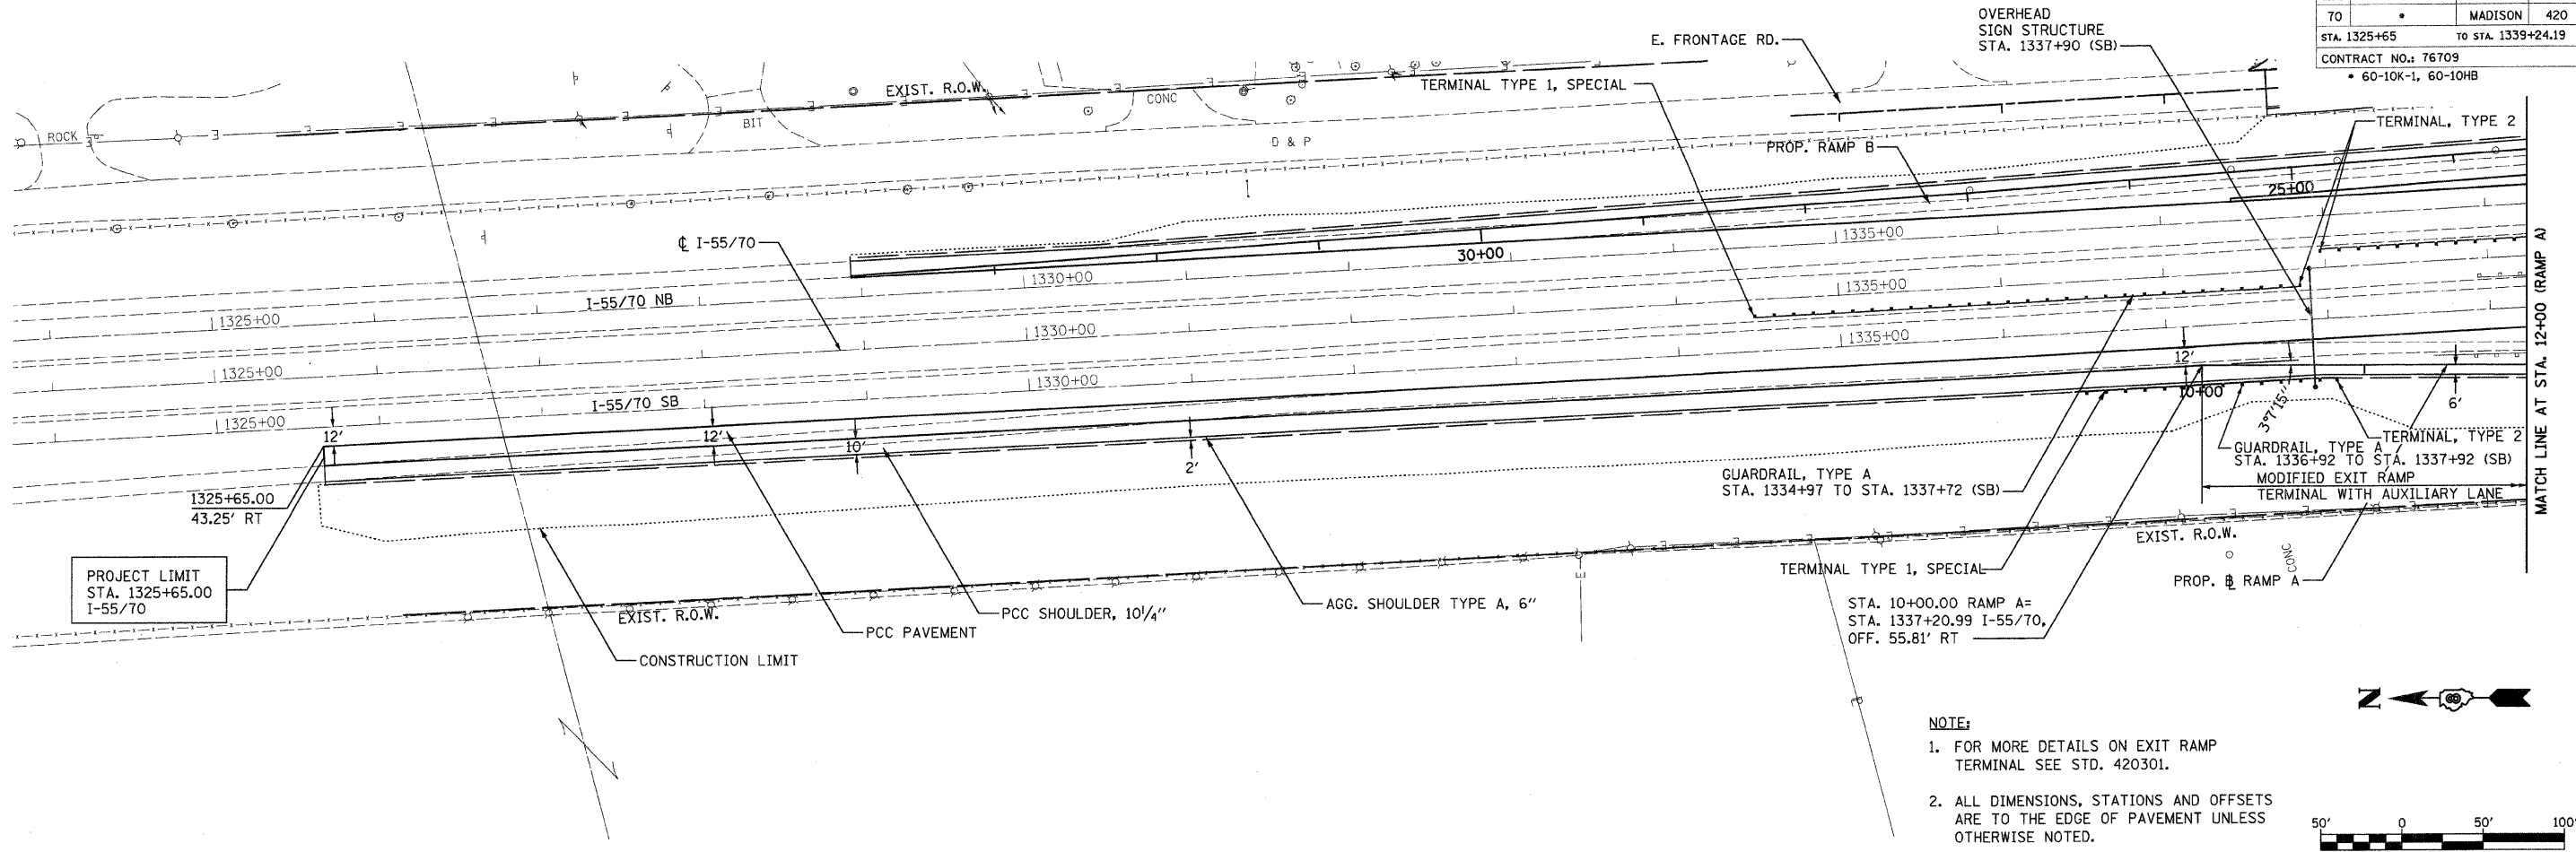 70 • MADISON 420
STA. 1325+65 TO STA. 1339+24.19
CONTRACT NO.: 76709
• 60-10K-1, 60-10HB
OVERHEAD
SIGN STRUCTURE
STA. 1337+90 (SB)
E. FRONTAGE RD.
TERMINAL TYPE 1, SPECIAL
EXIST. R.O.W.
CONC
BIT
ROCK
D & P
TERMINAL, TYPE 2
PROP. RAMP B
25+00
℄ I-55/70
30+00
1335+00
1330+00
I-55/70 NB
1325+00
1335+00
1330+00
1325+00
1335+00
1330+00
I-55/70 SB
1325+00
12'
12'
10'
2'
12'
10+00
3°7'15"
6'
MATCH LINE AT STA. 12+00 (RAMP A)
1325+65.00
43.25' RT
PROJECT LIMIT
STA. 1325+65.00
I-55/70
TERMINAL, TYPE 2
GUARDRAIL, TYPE A
STA. 1336+92 TO STA. 1337+92 (SB)
MODIFIED EXIT RAMP
TERMINAL WITH AUXILIARY LANE
GUARDRAIL, TYPE A
STA. 1334+97 TO STA. 1337+72 (SB)
EXIST. R.O.W.
CONC
TERMINAL TYPE 1, SPECIAL
PROP. ⅊ RAMP A
STA. 10+00.00 RAMP A=
STA. 1337+20.99 I-55/70,
OFF. 55.81' RT
EXIST. R.O.W.
AGG. SHOULDER TYPE A, 6"
PCC SHOULDER, 10¼"
PCC PAVEMENT
CONSTRUCTION LIMIT
N
NOTE:
1. FOR MORE DETAILS ON EXIT RAMP
TERMINAL SEE STD. 420301.
2. ALL DIMENSIONS, STATIONS AND OFFSETS
ARE TO THE EDGE OF PAVEMENT UNLESS
OTHERWISE NOTED.
50' 0 50' 100'